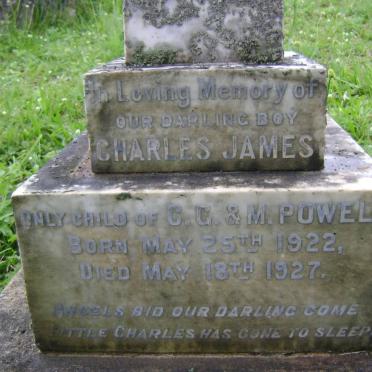 In Loving Memory of
OUR DARLING BOY
CHARLES JAMES
ONLY CHILD OF C. G. & M. POWEL
BORN MAY 25TH 1922,
DIED MAY 18TH 1927.
ANGELS BID OUR DARLING COME
LITTLE CHARLES HAS GONE TO SLEEP